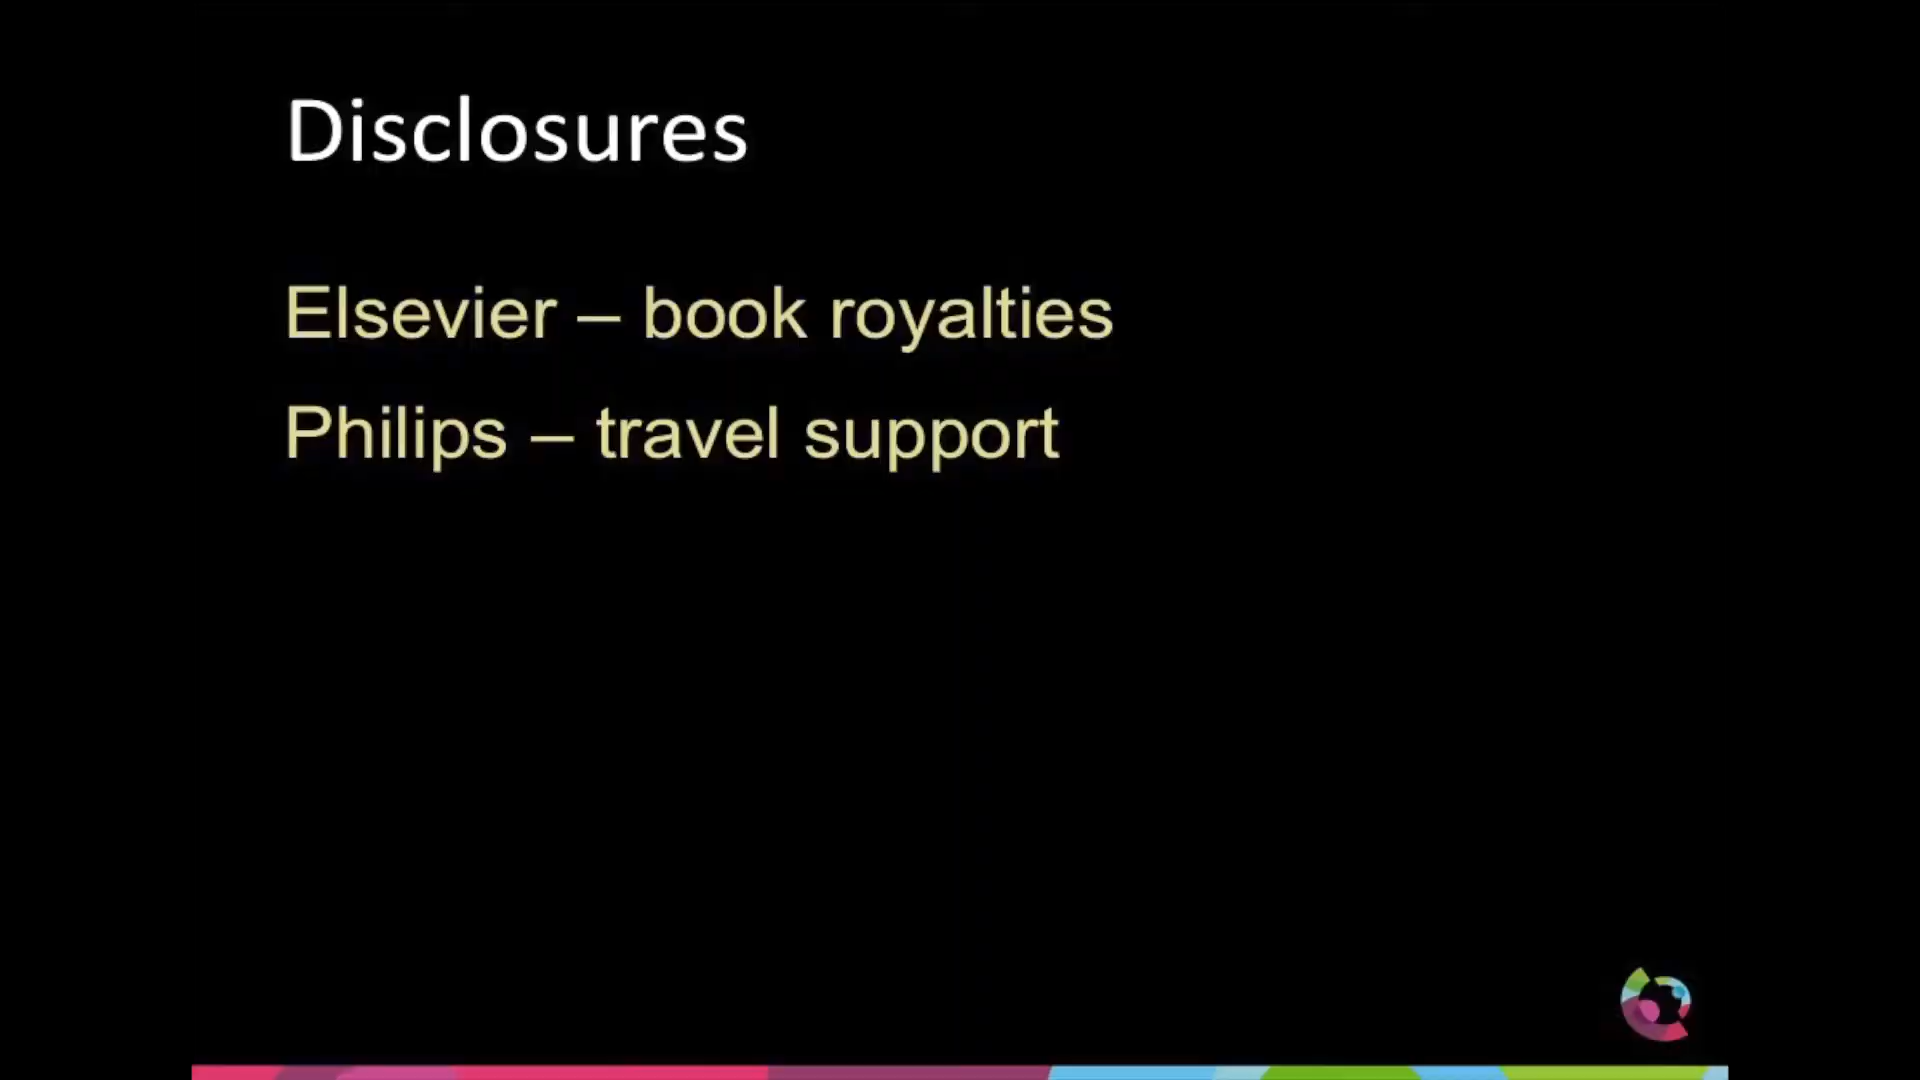 Disclosures
Elsevier – book royalties
Philips – travel support